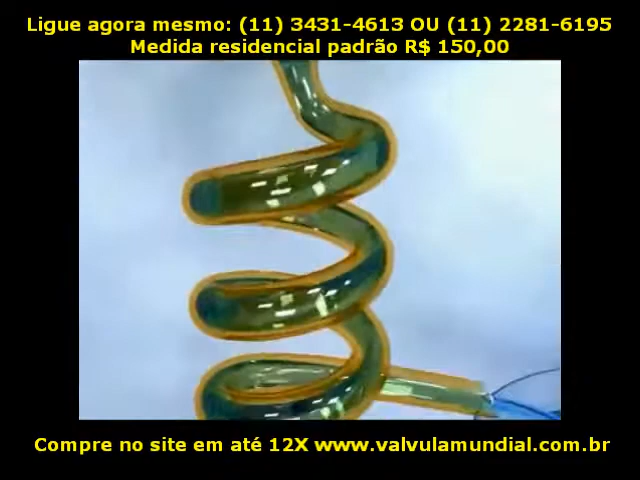 Ligue agora mesmo: (11) 3431-4613 OU (11) 2281-6195
Medida residencial padrão R$ 150,00
Compre no site em até 12X www.valvulamundial.com.br